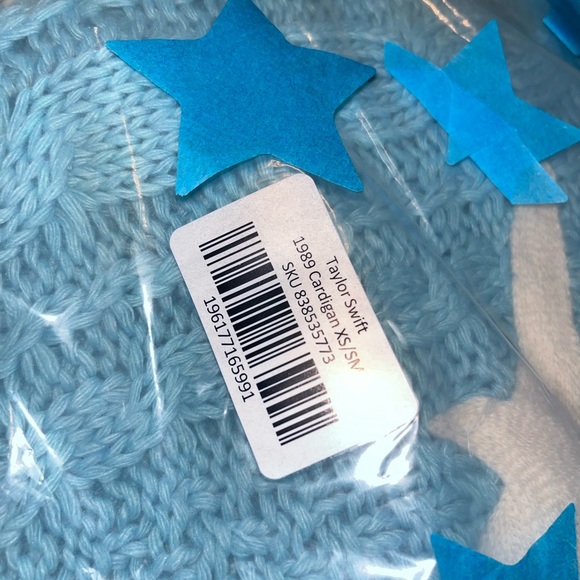 Taylor Swift
1989 Cardigan XS/SM
SKU 838535773
196177165991